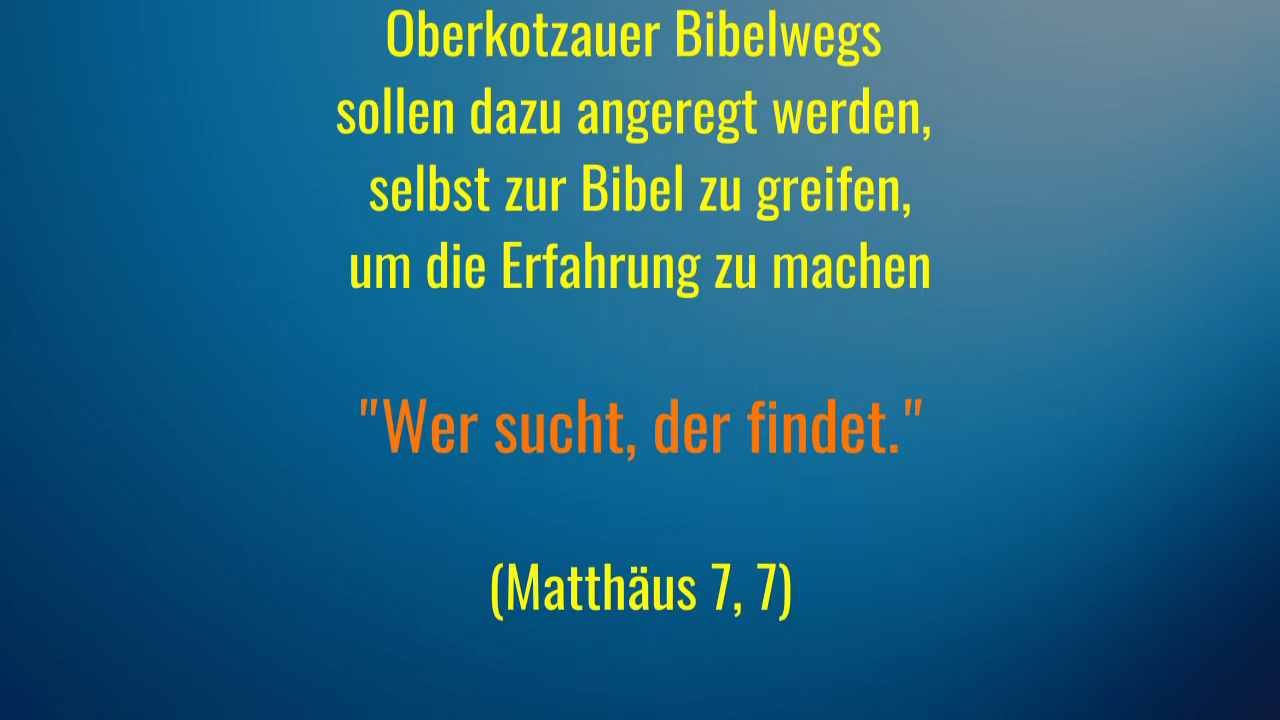 Oberkotzauer Bibelwegs
sollen dazu angeregt werden,
selbst zur Bibel zu greifen,
um die Erfahrung zu machen
"Wer sucht, der findet."
(Matthäus 7, 7)